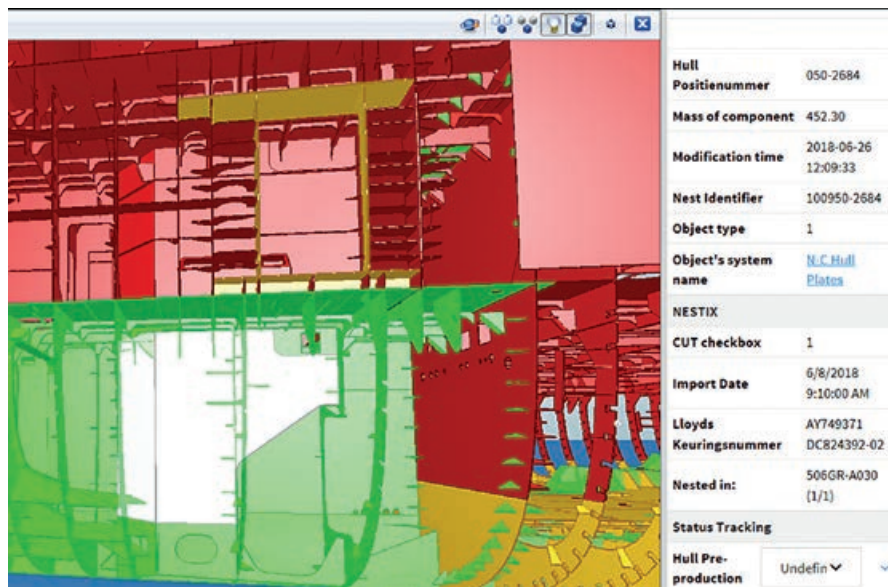 Hull
Positienummer
050-2684
Mass of component
452.30
Modification time
2018-06-26
12:09:33
Nest Identifier
100950-2684
Object type
1
Object's system
name
N-C Hull
Plates
NESTIX
CUT checkbox
1
Import Date
6/8/2018
9:10:00 AM
Lloyds
Keuringsnummer
AY749371
DC824392-02
Nested in:
506GR-A030
(1/1)
Status Tracking
Hull Pre-
production
Undefin